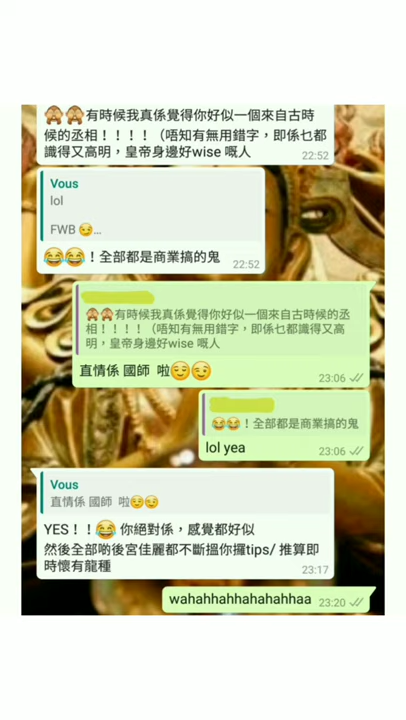 🙈🙈有時候我真係覺得你好似一個來自古時
候的丞相！！！！（唔知有無用錯字，即係乜都
識得又高明，皇帝身邊好wise 嘅人
22:52
Vous
lol
FWB 😏...
😂😂！全部都是商業搞的鬼
22:52
🙈🙈有時候我真係覺得你好似一個來自古時候的丞
相！！！！（唔知有無用錯字，即係乜都識得又高
明，皇帝身邊好wise 嘅人
直情係 國師 啦😌😏
23:06
😂😂！全部都是商業搞的鬼
lol yea
23:06
Vous
直情係 國師 啦😌😏
YES！！😂 你絕對係，感覺都好似
然後全部啲後宮佳麗都不斷搵你攞tips/ 推算即
時懷有龍種
23:17
wahahhahhahahahhaa
23:20